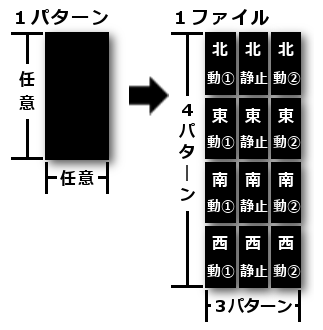 1パターン
任意
任意
1ファイル
4パターン
北 北 北
動① 静止 動②
東 東 東
動① 静止 動②
南 南 南
動① 静止 動②
西 西 西
動① 静止 動②
3パターン